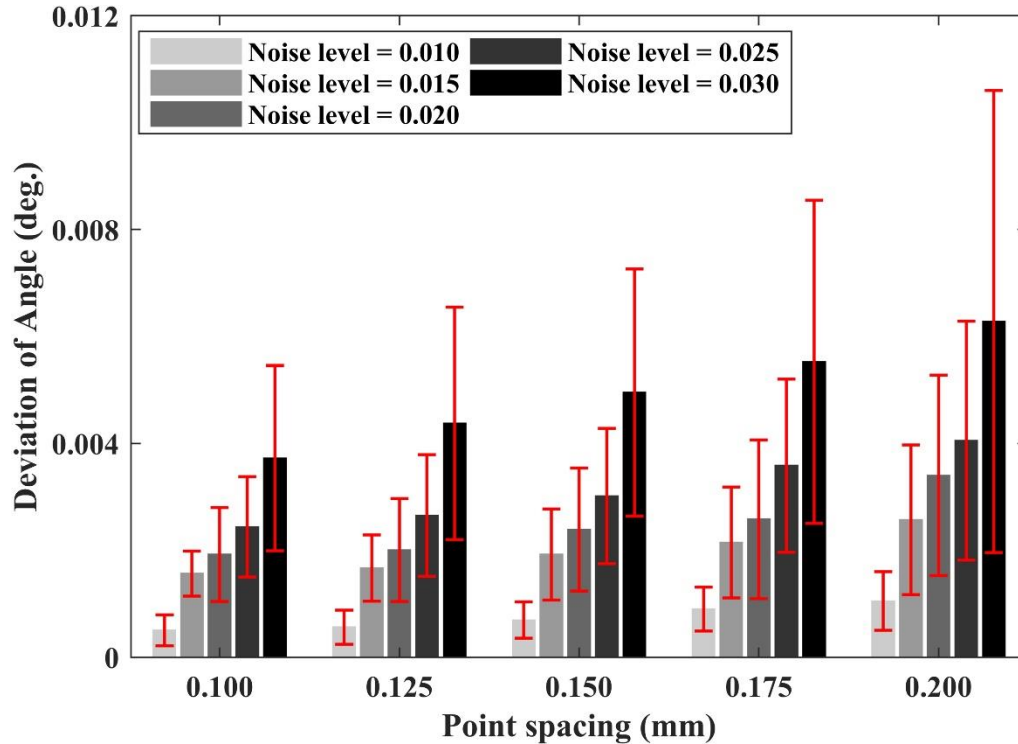 0.012
Noise level = 0.010
Noise level = 0.025
Noise level = 0.015
Noise level = 0.030
Noise level = 0.020
Deviation of Angle (deg.)
0.008
0.004
0
0.100
0.125
0.150
0.175
0.200
Point spacing (mm)